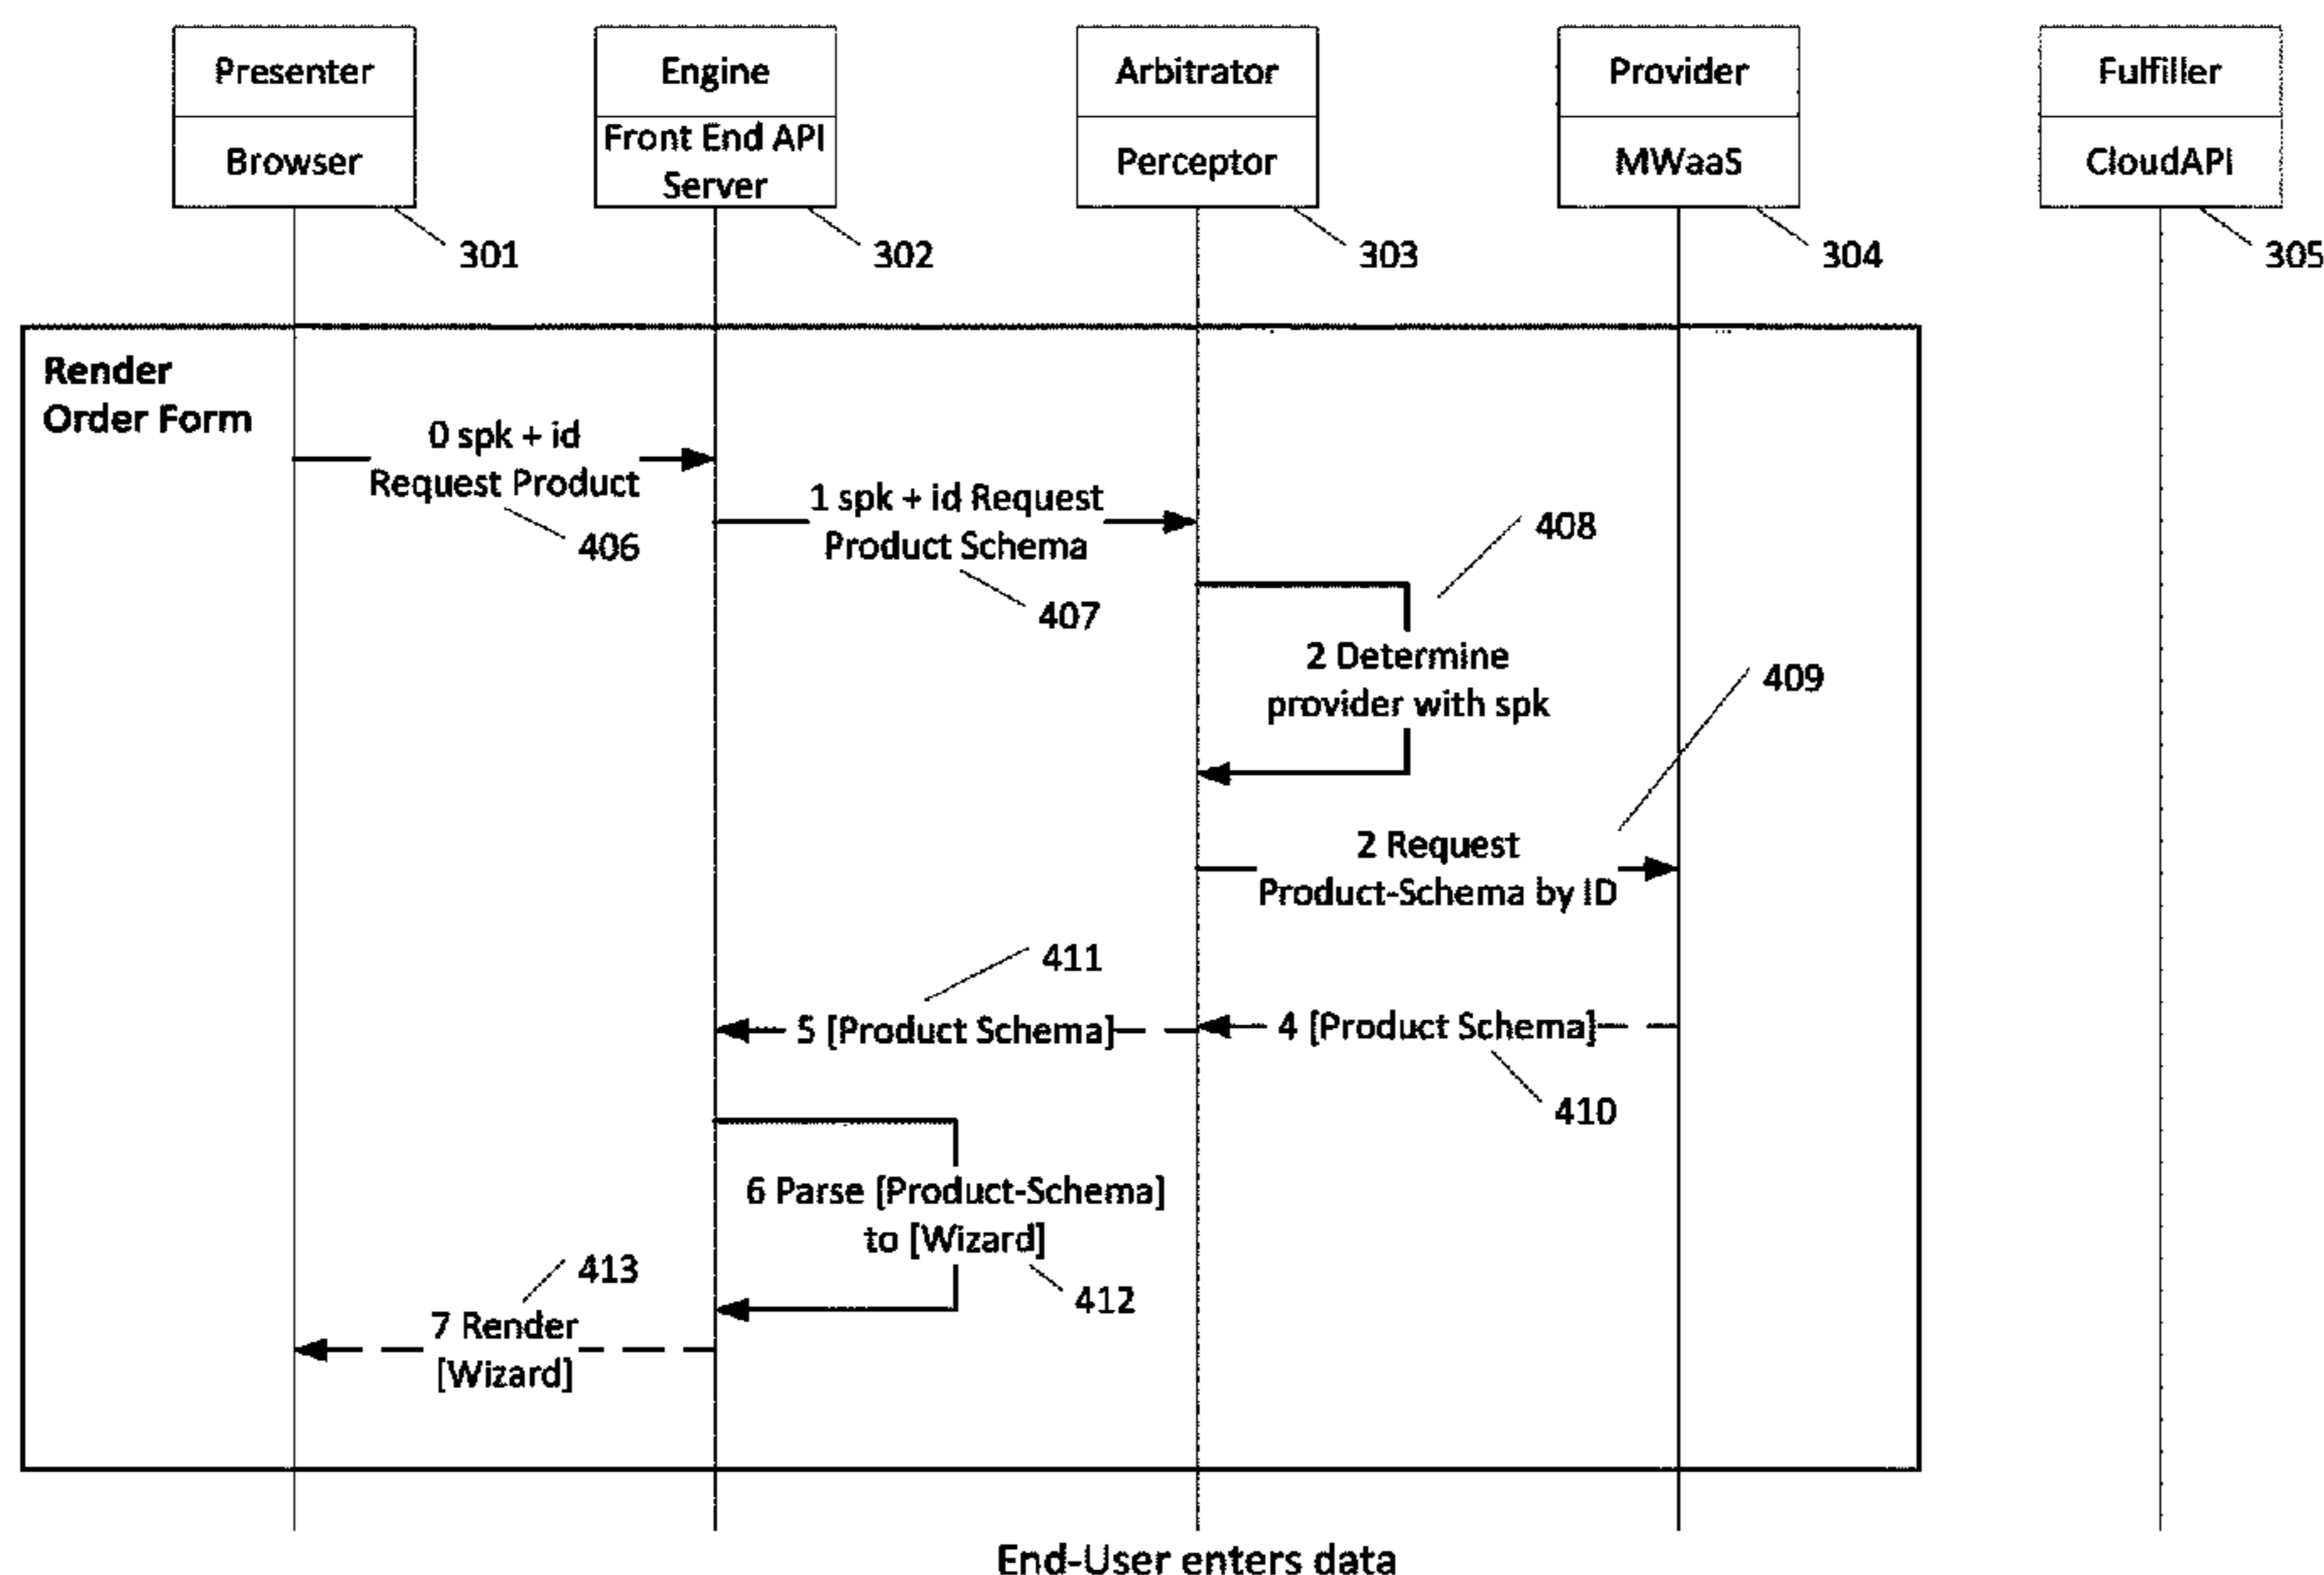 Presenter
Browser
Engine
Front End API
Server
Arbitrator
Perceptor
Provider
MWaaS
Fulfiller
CloudAPI
301
302
303
304
305
Render
Order Form
0 spk + id
Request Product
406
1 spk + id Request
Product Schema
407
408
2 Determine
provider with spk
409
2 Request
Product-Schema by ID
411
5 [Product Schema]
4 [Product Schema]
410
6 Parse [Product-Schema]
to [Wizard]
412
413
7 Render
[Wizard]
End-User enters data